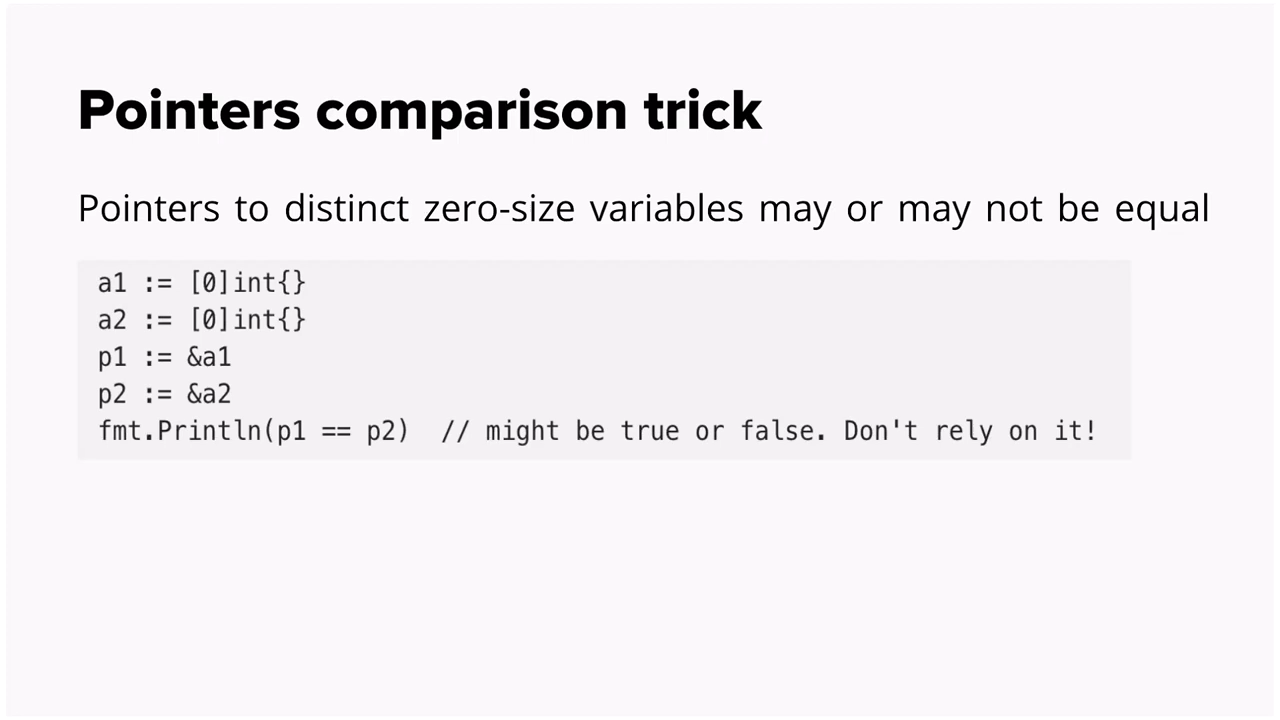 Pointers comparison trick
Pointers to distinct zero-size variables may or may not be equal
a1 := [0]int{}
a2 := [0]int{}
p1 := &a1
p2 := &a2
fmt.Println(p1 == p2)  // might be true or false. Don't rely on it!